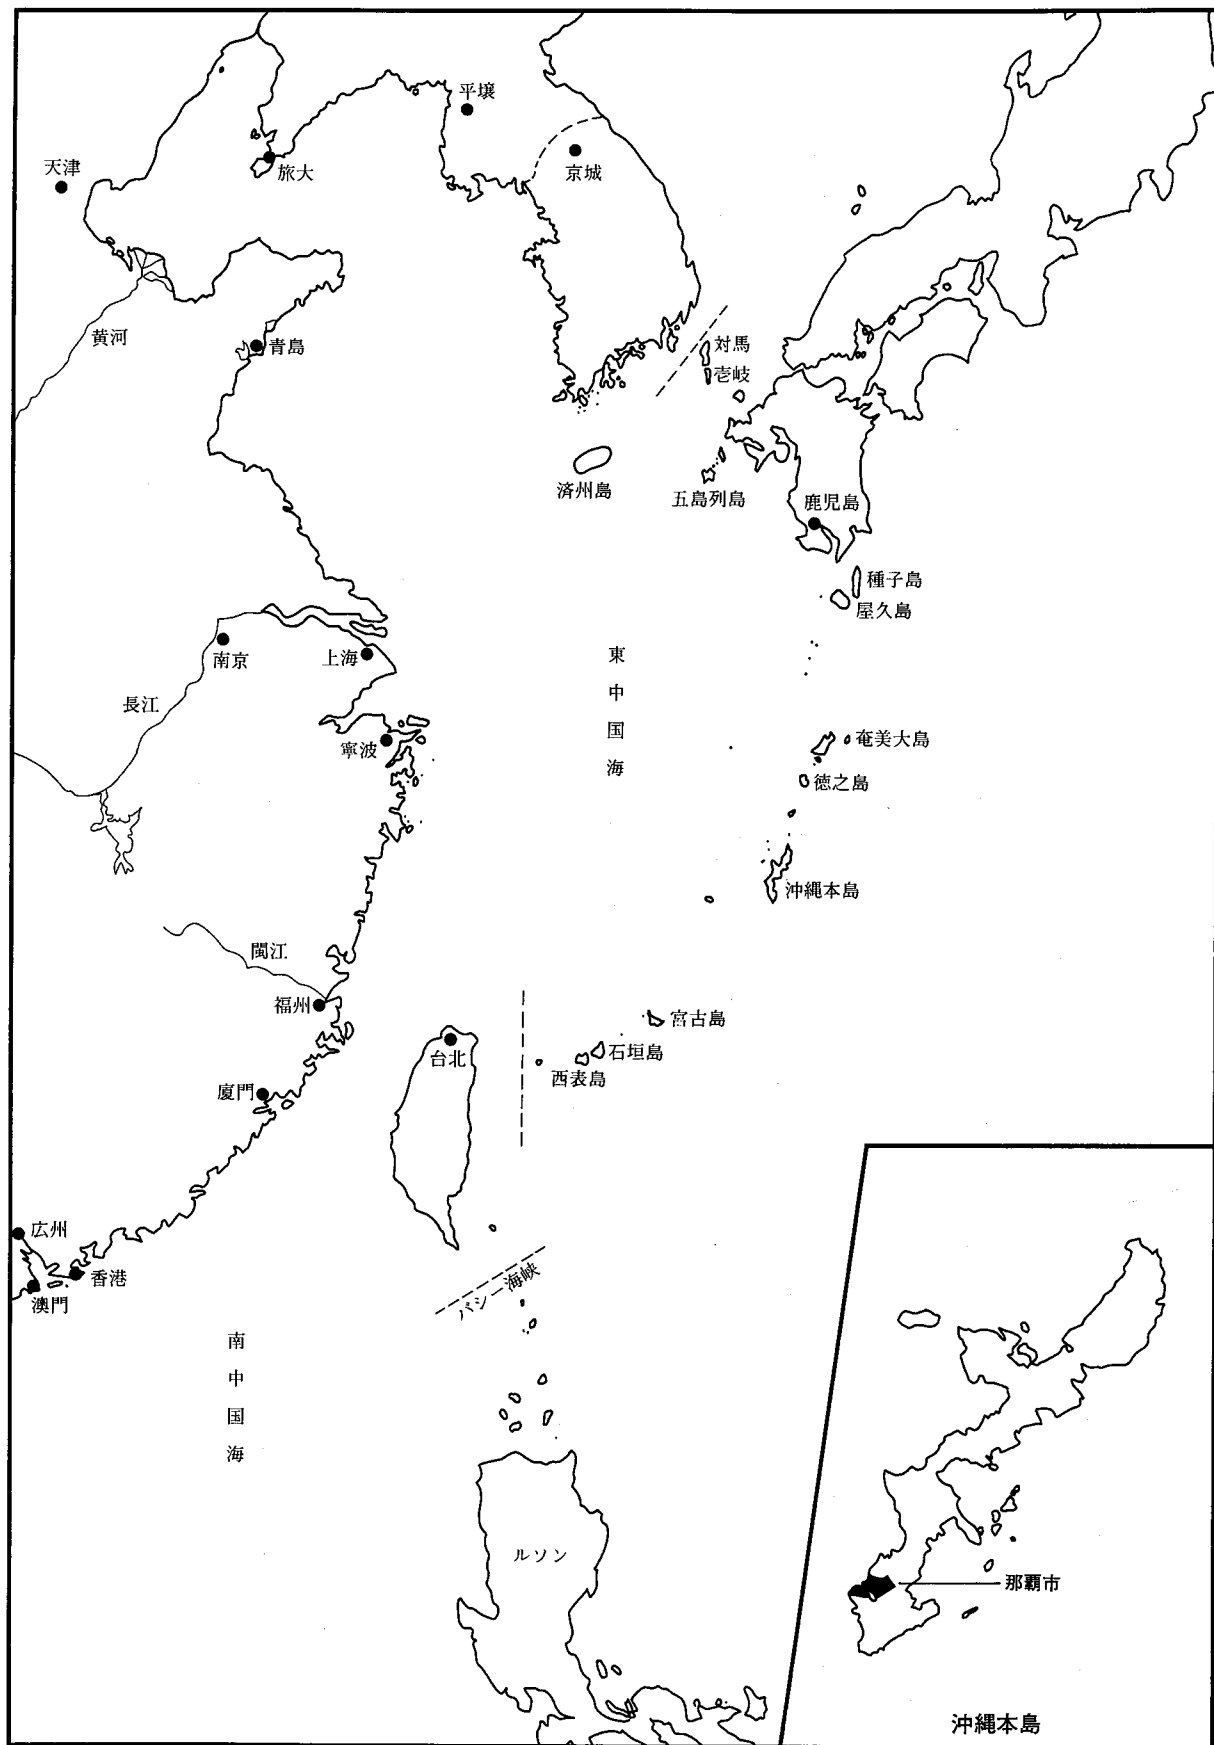 平壌
天津
旅大
京城
黄河
青島
対馬
壱岐
済州島
五島列島
鹿児島
種子島
屋久島
南京
上海
東中国海
長江
寧波
奄美大島
徳之島
沖縄本島
閩江
福州
宮古島
台北
石垣島
西表島
廈門
広州
香港
澳門
バシー海峡
南中国海
ルソン
那覇市
沖縄本島